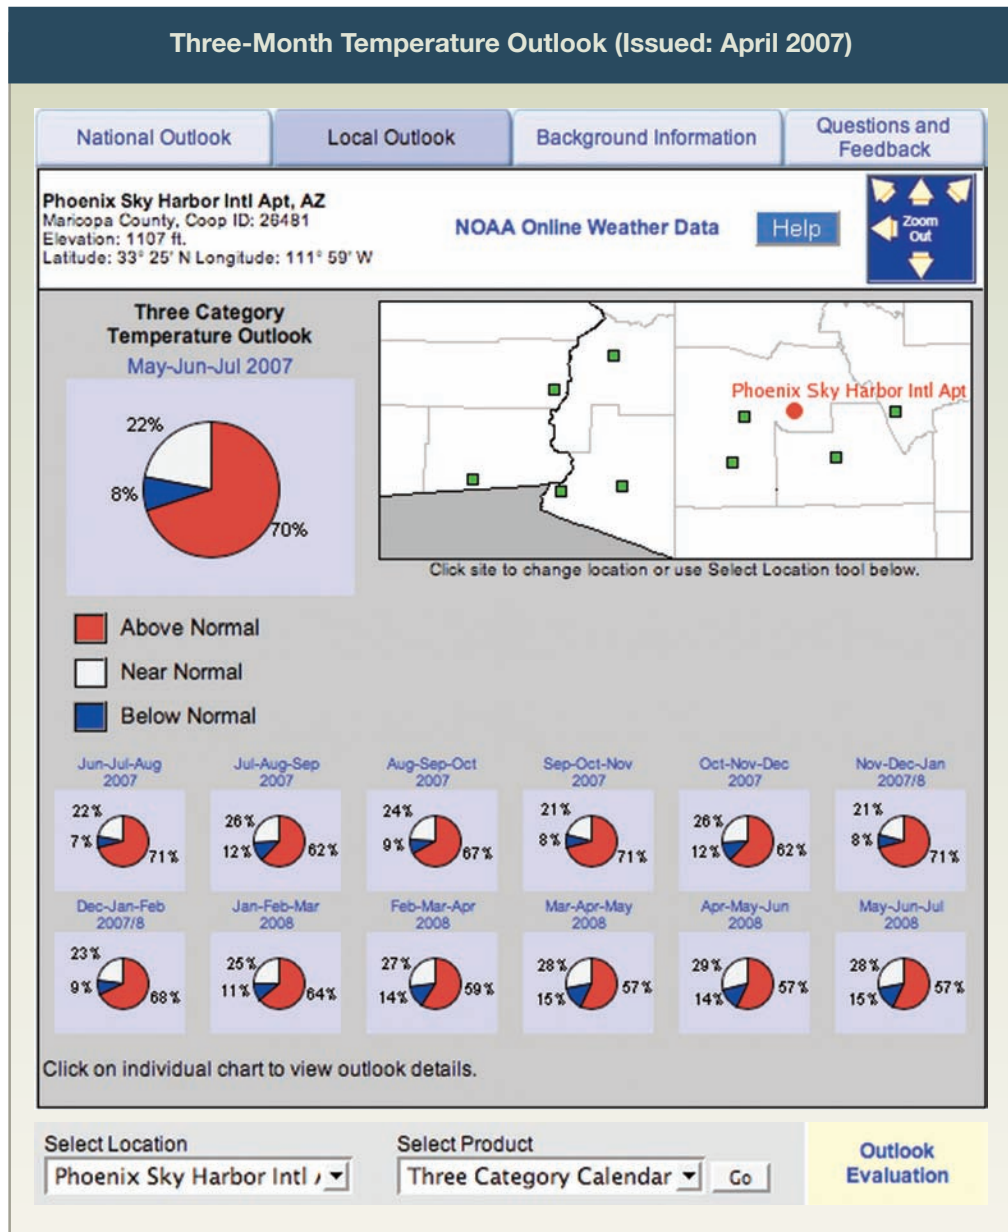 Three-Month Temperature Outlook (Issued: April 2007)
National Outlook
Local Outlook
Background Information
Questions and
Feedback
Phoenix Sky Harbor Intl Apt, AZ
Maricopa County, Coop ID: 26481
Elevation: 1107 ft.
Latitude: 33° 25' N Longitude: 111° 59' W
NOAA Online Weather Data
Help
Zoom
Out
Three Category
Temperature Outlook
May-Jun-Jul 2007
22%
8%
70%
Phoenix Sky Harbor Intl Apt
Click site to change location or use Select Location tool below.
Above Normal
Near Normal
Below Normal
Jun-Jul-Aug
2007
22%
7%
71%
Jul-Aug-Sep
2007
26%
12%
62%
Aug-Sep-Oct
2007
24%
9%
67%
Sep-Oct-Nov
2007
21%
8%
71%
Oct-Nov-Dec
2007
26%
12%
62%
Nov-Dec-Jan
2007/8
21%
8%
71%
Dec-Jan-Feb
2007/8
23%
9%
68%
Jan-Feb-Mar
2008
25%
11%
64%
Feb-Mar-Apr
2008
27%
14%
59%
Mar-Apr-May
2008
28%
15%
57%
Apr-May-Jun
2008
29%
14%
57%
May-Jun-Jul
2008
28%
15%
57%
Click on individual chart to view outlook details.
Select Location
Phoenix Sky Harbor Intl
Select Product
Three Category Calendar
Go
Outlook
Evaluation